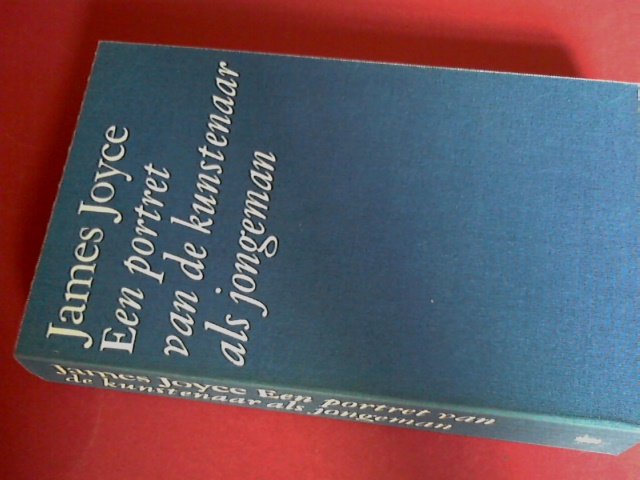 James Joyce
Een portret
van de kunstenaar
als jongeman
James Joyce Een portret van
de kunstenaar als jongeman